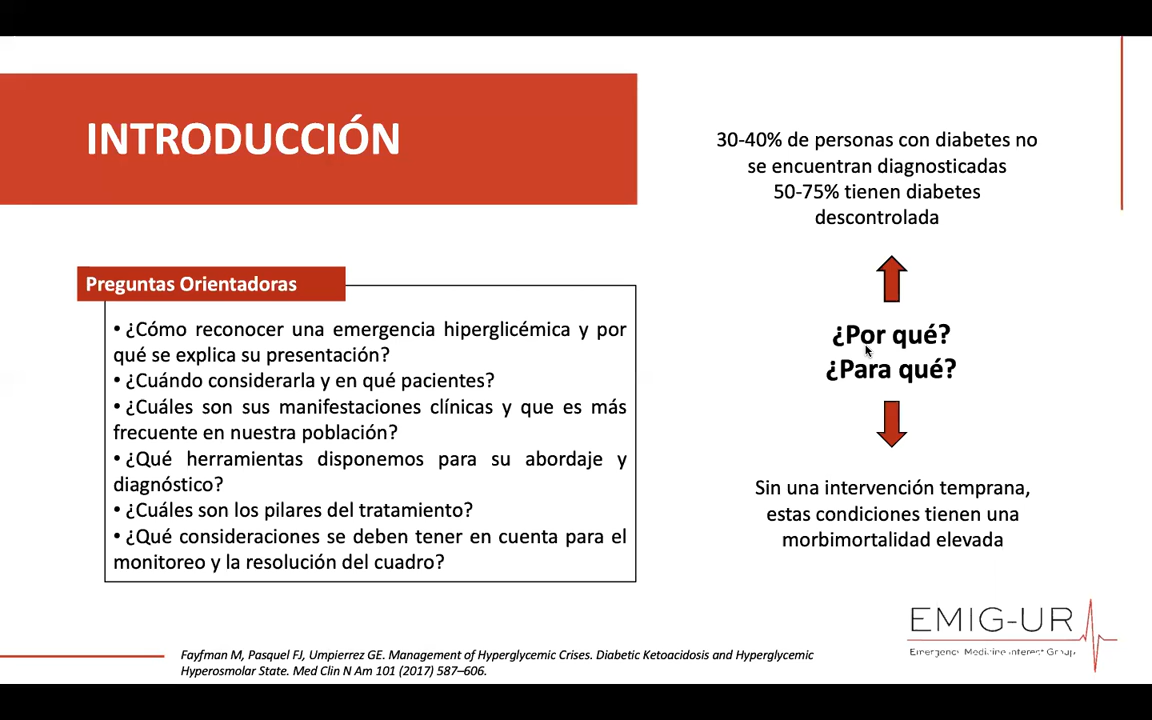 INTRODUCCIÓN
Preguntas Orientadoras
• ¿Cómo reconocer una emergencia hiperglicémica y por
qué se explica su presentación?
• ¿Cuándo considerarla y en qué pacientes?
• ¿Cuáles son sus manifestaciones clínicas y que es más
frecuente en nuestra población?
• ¿Qué herramientas disponemos para su abordaje y
diagnóstico?
• ¿Cuáles son los pilares del tratamiento?
• ¿Qué consideraciones se deben tener en cuenta para el
monitoreo y la resolución del cuadro?
30-40% de personas con diabetes no
se encuentran diagnosticadas
50-75% tienen diabetes
descontrolada
¿Por qué?
¿Para qué?
Sin una intervención temprana,
estas condiciones tienen una
morbimortalidad elevada
EMIG-UR
Emergency Medicine Interest Group
Fayfman M, Pasquel FJ, Umpierrez GE. Management of Hyperglycemic Crises. Diabetic Ketoacidosis and Hyperglycemic
Hyperosmolar State. Med Clin N Am 101 (2017) 587–606.